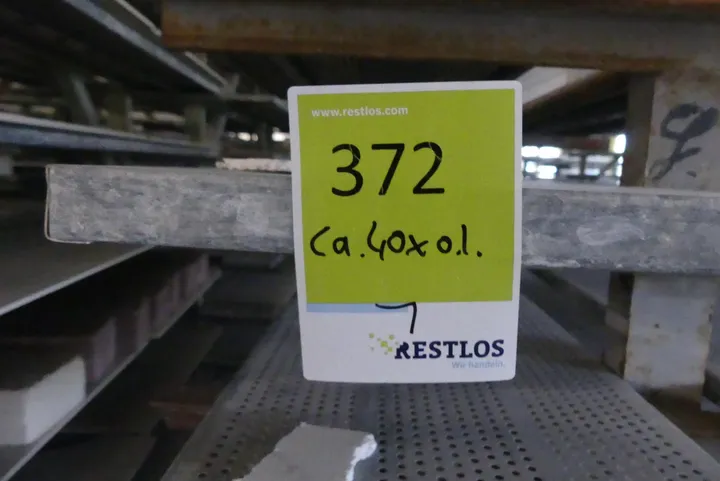 www.restlos.com
372
ca. 40x o.l.
RESTLOS
Wir handeln.